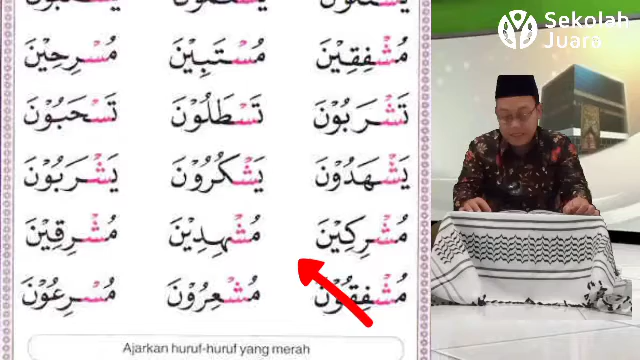 Sekolah
Juara
مُشْفِقِيْنَ مُسْتَبِيْنَ مُسْرِحِيْنَ
تَشْرَبُوْنَ تَسْطَلُوْنَ تَسْحَبُوْنَ
يَشْهَدُوْنَ يَشْكُرُوْنَ يَشْرَبُوْنَ
مُشْرِكِيْنَ مُشْهِدِيْنَ مُشْرِقِيْنَ
مُشْفِقُوْنَ مُشْعِرُوْنَ مُسْرِعُوْنَ
Ajarkan huruf-huruf yang merah